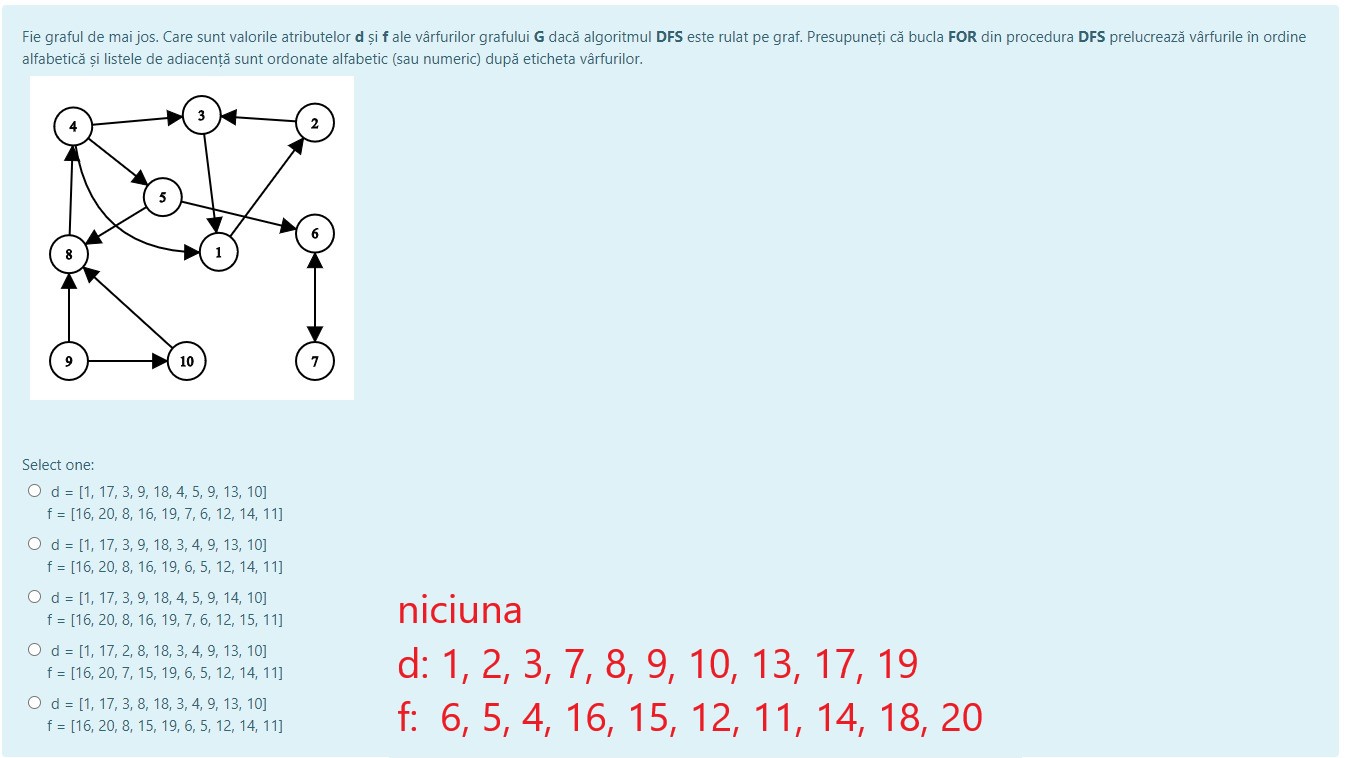 Fie graful de mai jos. Care sunt valorile atributelor d și f ale vârfurilor grafului G dacă algoritmul DFS este rulat pe graf. Presupuneți că bucla FOR din procedura DFS prelucrează vârfurile în ordine
alfabetică și listele de adiacență sunt ordonate alfabetic (sau numeric) după eticheta vârfurilor.
4
3
2
5
6
8
1
9
10
7
Select one:
d = [1, 17, 3, 9, 18, 4, 5, 9, 13, 10]
f = [16, 20, 8, 16, 19, 7, 6, 12, 14, 11]
d = [1, 17, 3, 9, 18, 3, 4, 9, 13, 10]
f = [16, 20, 8, 16, 19, 6, 5, 12, 14, 11]
d = [1, 17, 3, 9, 18, 4, 5, 9, 14, 10]
f = [16, 20, 8, 16, 19, 7, 6, 12, 15, 11]
d = [1, 17, 2, 8, 18, 3, 4, 9, 13, 10]
f = [16, 20, 7, 15, 19, 6, 5, 12, 14, 11]
d = [1, 17, 3, 8, 18, 3, 4, 9, 13, 10]
f = [16, 20, 8, 15, 19, 6, 5, 12, 14, 11]
niciuna
d: 1, 2, 3, 7, 8, 9, 10, 13, 17, 19
f: 6, 5, 4, 16, 15, 12, 11, 14, 18, 20